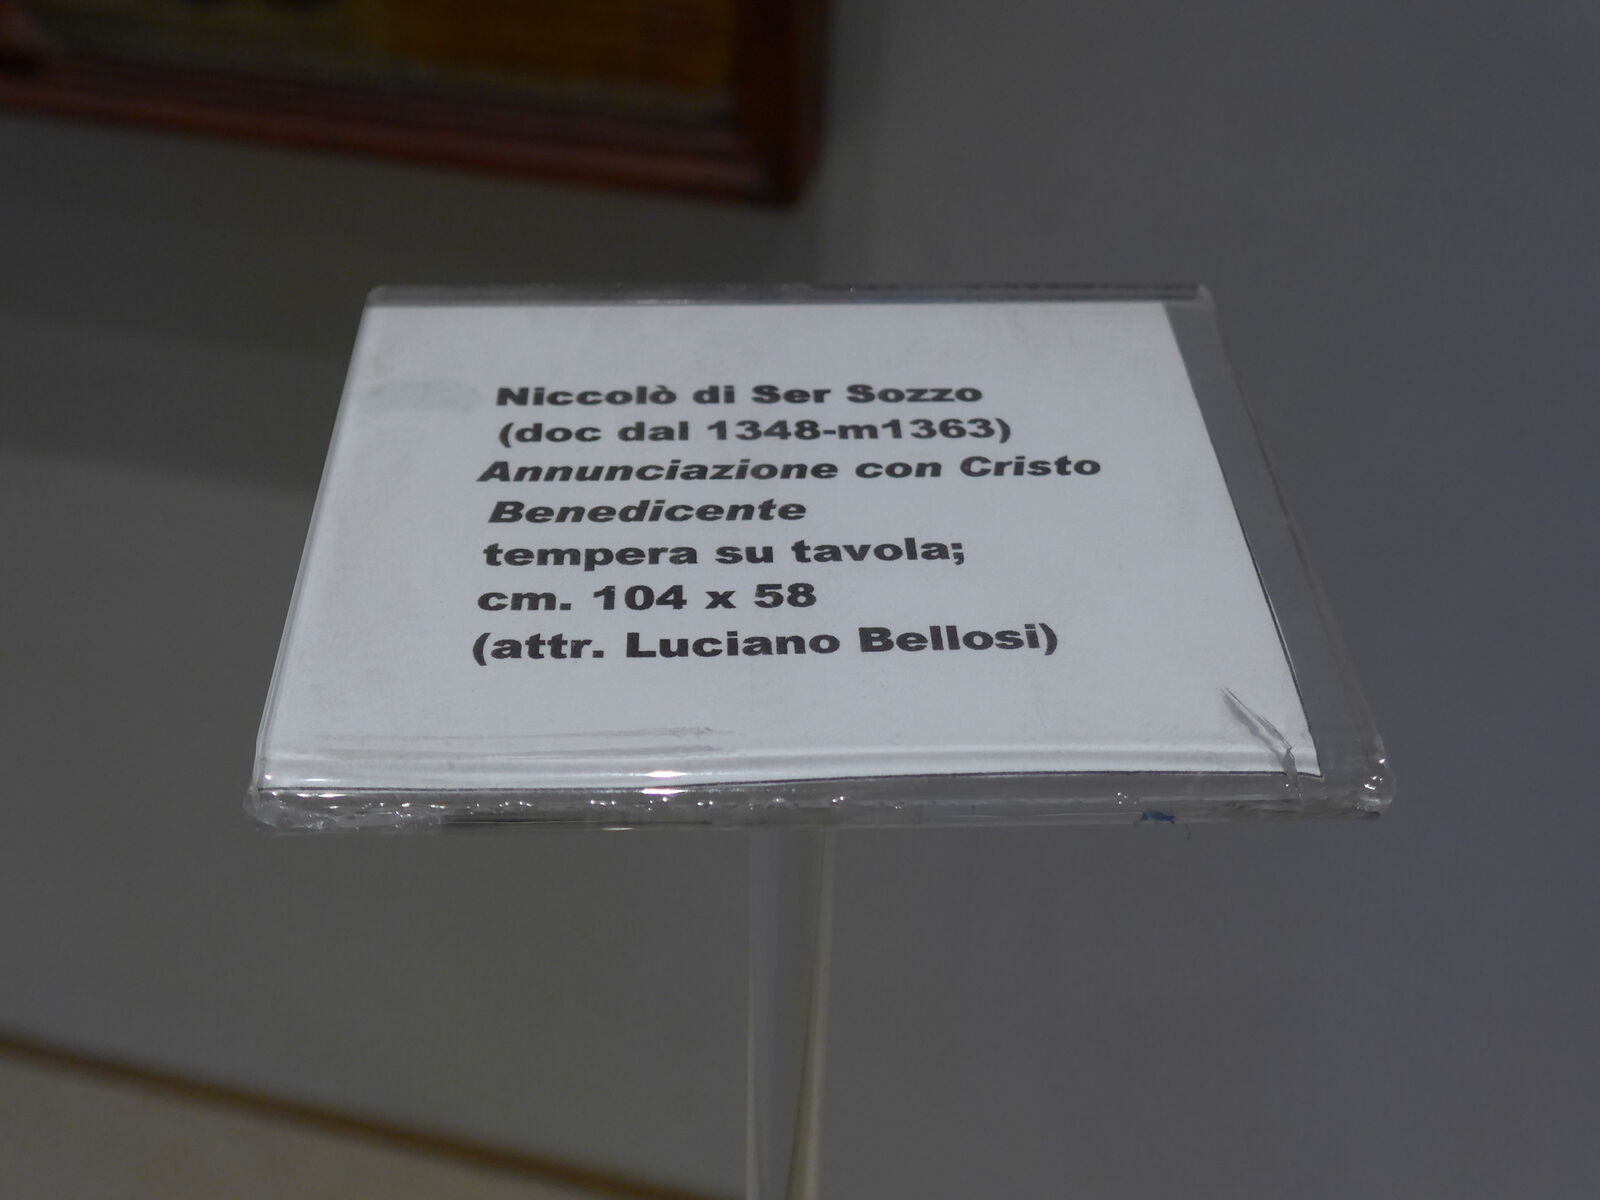 Niccolò di Ser Sozzo
(doc dal 1348-m1363)
Annunciazione con Cristo
Benedicente
tempera su tavola;
cm. 104 x 58
(attr. Luciano Bellosi)